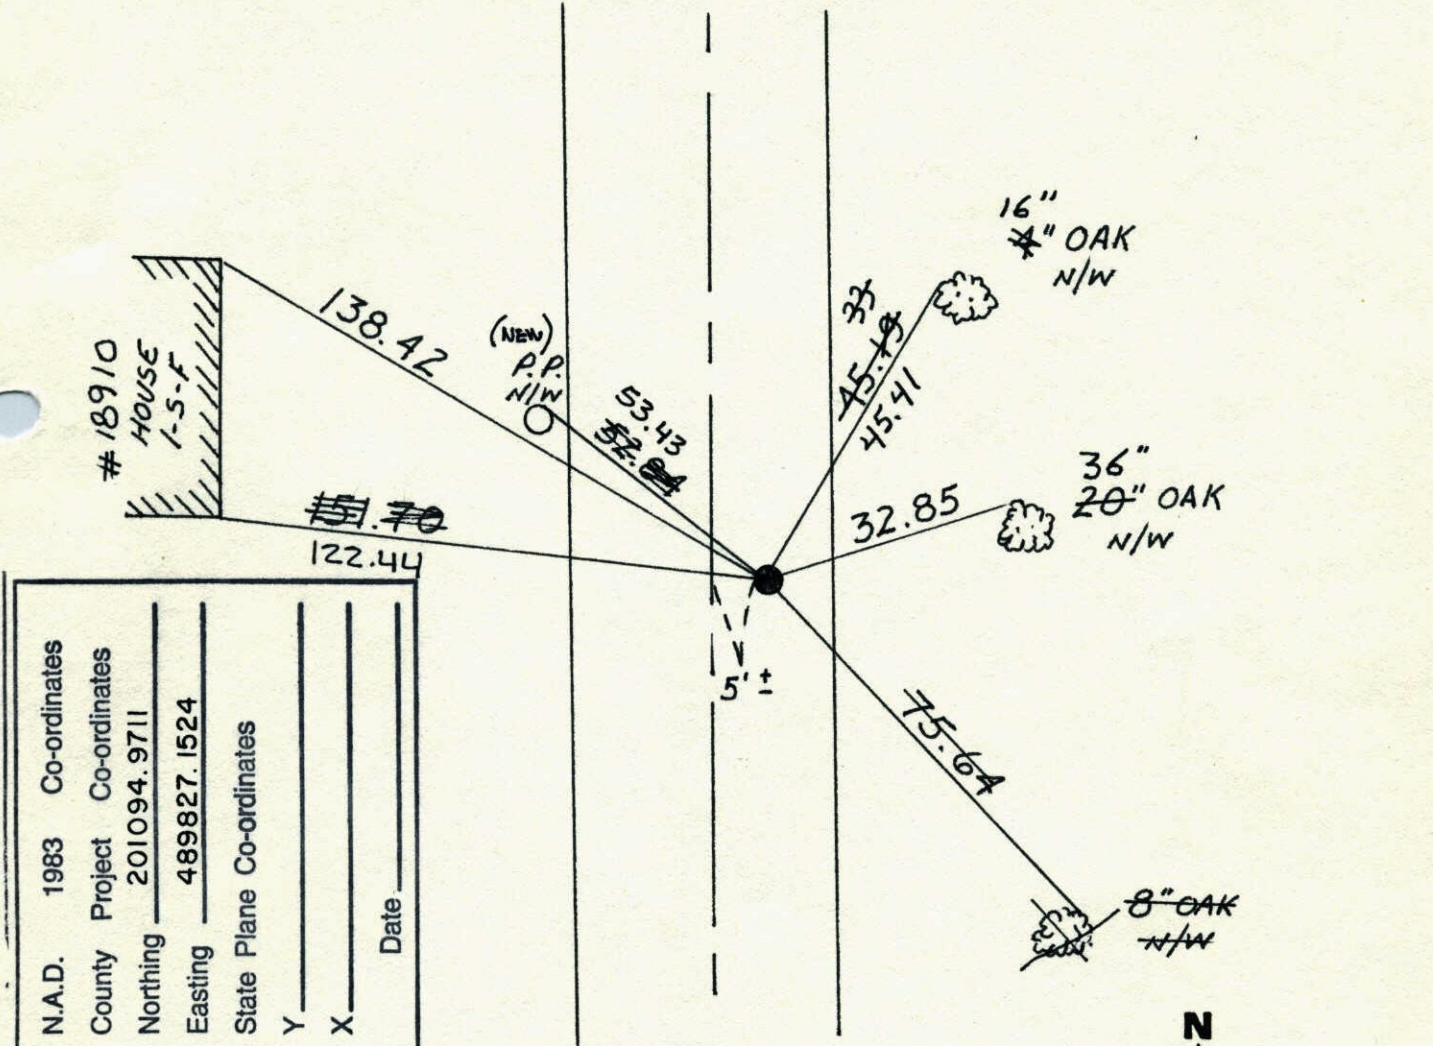 16"
4" OAK
N/W
138.42
(NEW)
P.P.
N/W
53.43
52.84
33
45.19
45.41
# 18910
HOUSE
1-S-F
36"
20" OAK
N/W
32.85
151.70
122.44
5' ±
75.64
8" OAK
N/W
N.A.D. 1983 Co-ordinates
County Project Co-ordinates
Northing 201094.9711
Easting 489827.1524
State Plane Co-ordinates
Y
X
Date
N